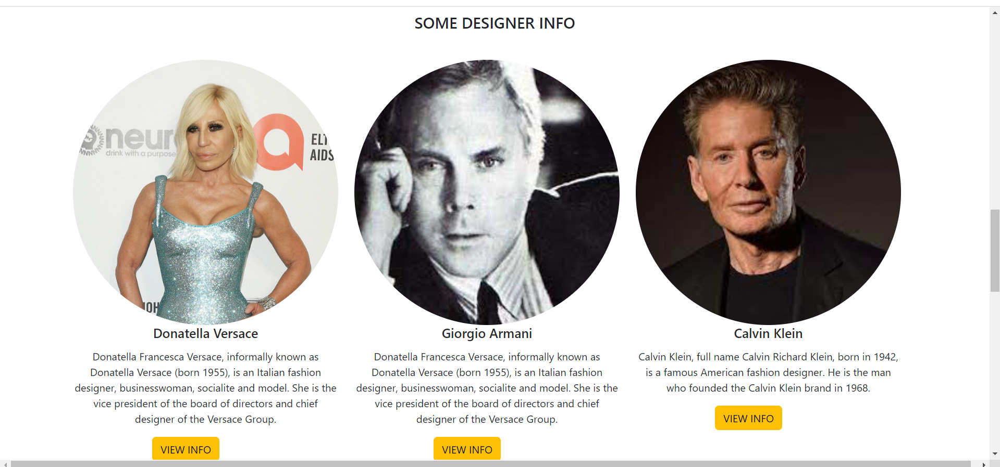 SOME DESIGNER INFO
neur
drink with a purpose
AIDS
Donatella Versace
Donatella Francesca Versace, informally known as
Donatella Versace (born 1955), is an Italian fashion
designer, businesswoman, socialite and model. She is the
vice president of the board of directors and chief
designer of the Versace Group.
VIEW INFO
Giorgio Armani
Donatella Francesca Versace, informally known as
Donatella Versace (born 1955), is an Italian fashion
designer, businesswoman, socialite and model. She is the
vice president of the board of directors and chief
designer of the Versace Group.
VIEW INFO
Calvin Klein
Calvin Klein, full name Calvin Richard Klein, born in 1942,
is a famous American fashion designer. He is the man
who founded the Calvin Klein brand in 1968.
VIEW INFO